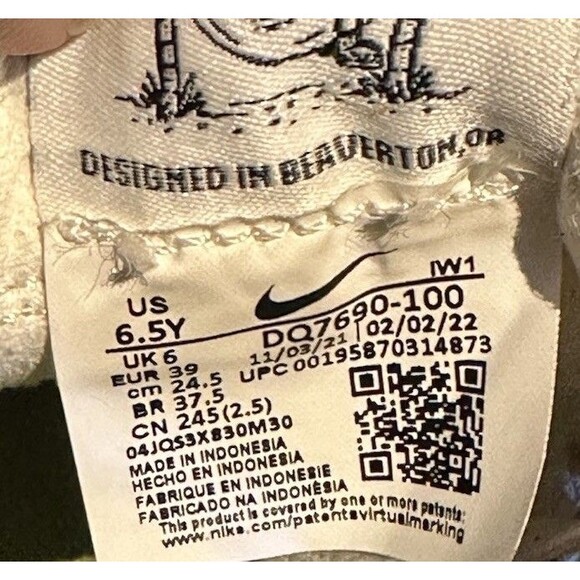 DESIGNED IN BEAVERTON, OR
IW1
US
6.5Y
DQ7690-100
UK 6
11/03/21 02/02/22
EUR 39
UPC 00195870314873
cm 24.5
BR 37.5
CN 245(2.5)
04JQS3X830M30
MADE IN INDONESIA
HECHO EN INDONESIA
FABRIQUE EN INDONESIE
FABRICADO NA INDONÈSIA
This product is covered by one or more patents:
www.nike.com/patentsvirtualmarking